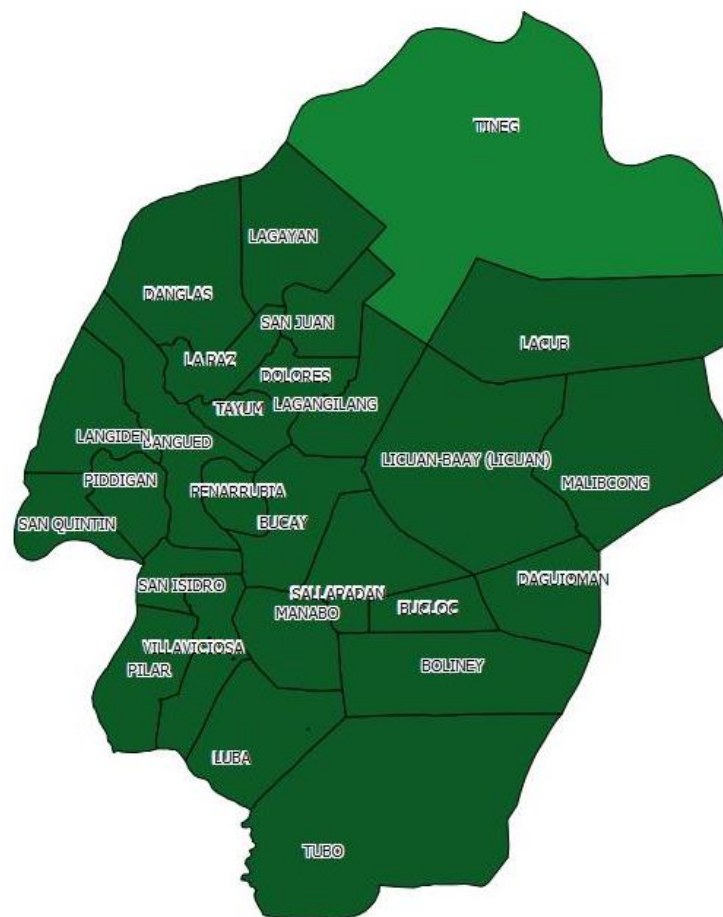 TINEG
LAGAYAN
DANGLAS
SAN JUAN
LACUB
LA PAZ
DOLORES
TAYUM
LAGANGILANG
LANGIDEN
LANGUED
LICUAN-BAAY (LICUAN)
PIDDIGAN
MALIBCONG
PENARRUBIA
SAN QUINTIN
BUCAY
SAN ISIDRO
DAGUIOMAN
SALLAPADAN
MANABO
BUCLOC
VILLAVICIOSA
PILAR
BOLINEY
LUBA
TUBO